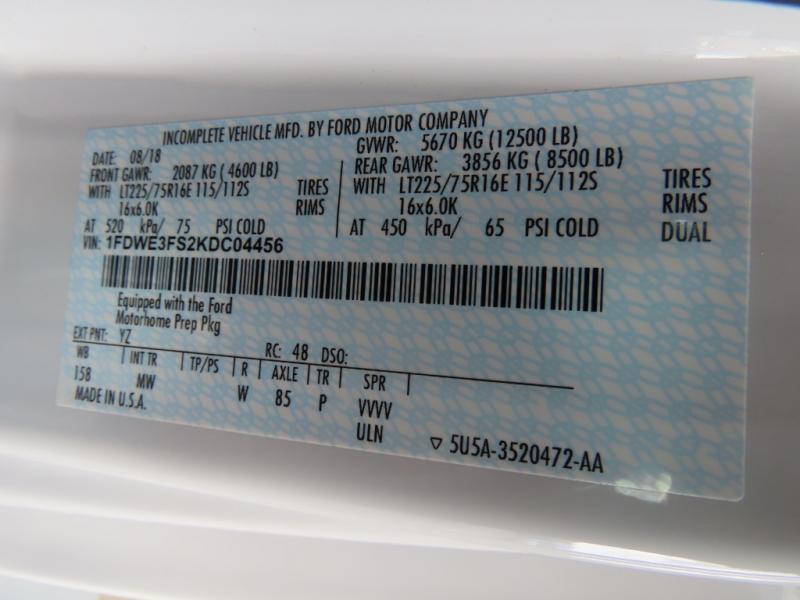 INCOMPLETE VEHICLE MFD. BY FORD MOTOR COMPANY
DATE: 08/18 GVWR: 5670 KG (12500 LB)
FRONT GAWR: 2087 KG ( 4600 LB) REAR GAWR: 3856 KG ( 8500 LB)
WITH LT225/75R16E 115/112S TIRES WITH LT225/75R16E 115/112S TIRES
16x6.0K RIMS 16x6.0K RIMS
AT 520 kPa/ 75 PSI COLD AT 450 kPa/ 65 PSI COLD DUAL
VIN: 1FDWE3FS2KDC04456
Equipped with the Ford
Motorhome Prep Pkg
EXT PNT: YZ RC: 48 DSO:
WB INT TR TP/PS R AXLE TR SPR
158 MW W 85 P VVVV
MADE IN U.S.A. ULN
▽ 5U5A-3520472-AA